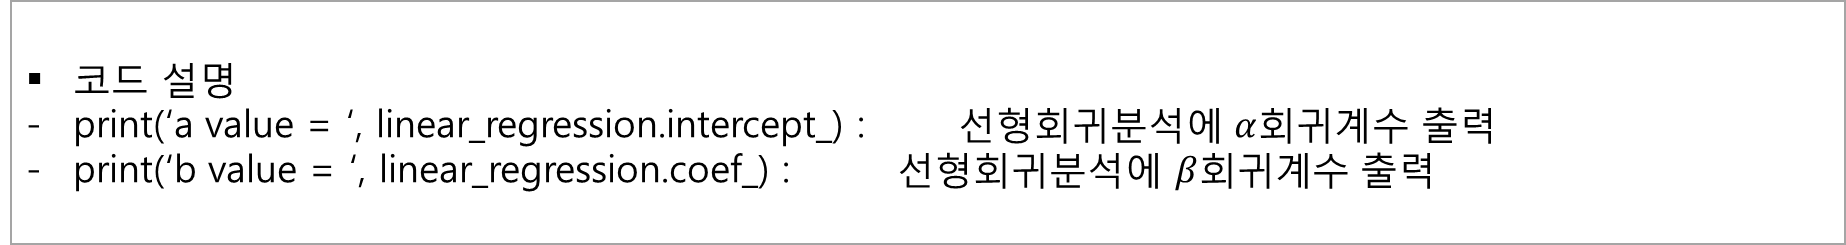 ▪ 코드 설명
- print(‘a value = ‘, linear_regression.intercept_) : 선형회귀분석에 𝛼회귀계수 출력
- print(‘b value = ‘, linear_regression.coef_) : 선형회귀분석에 𝛽회귀계수 출력